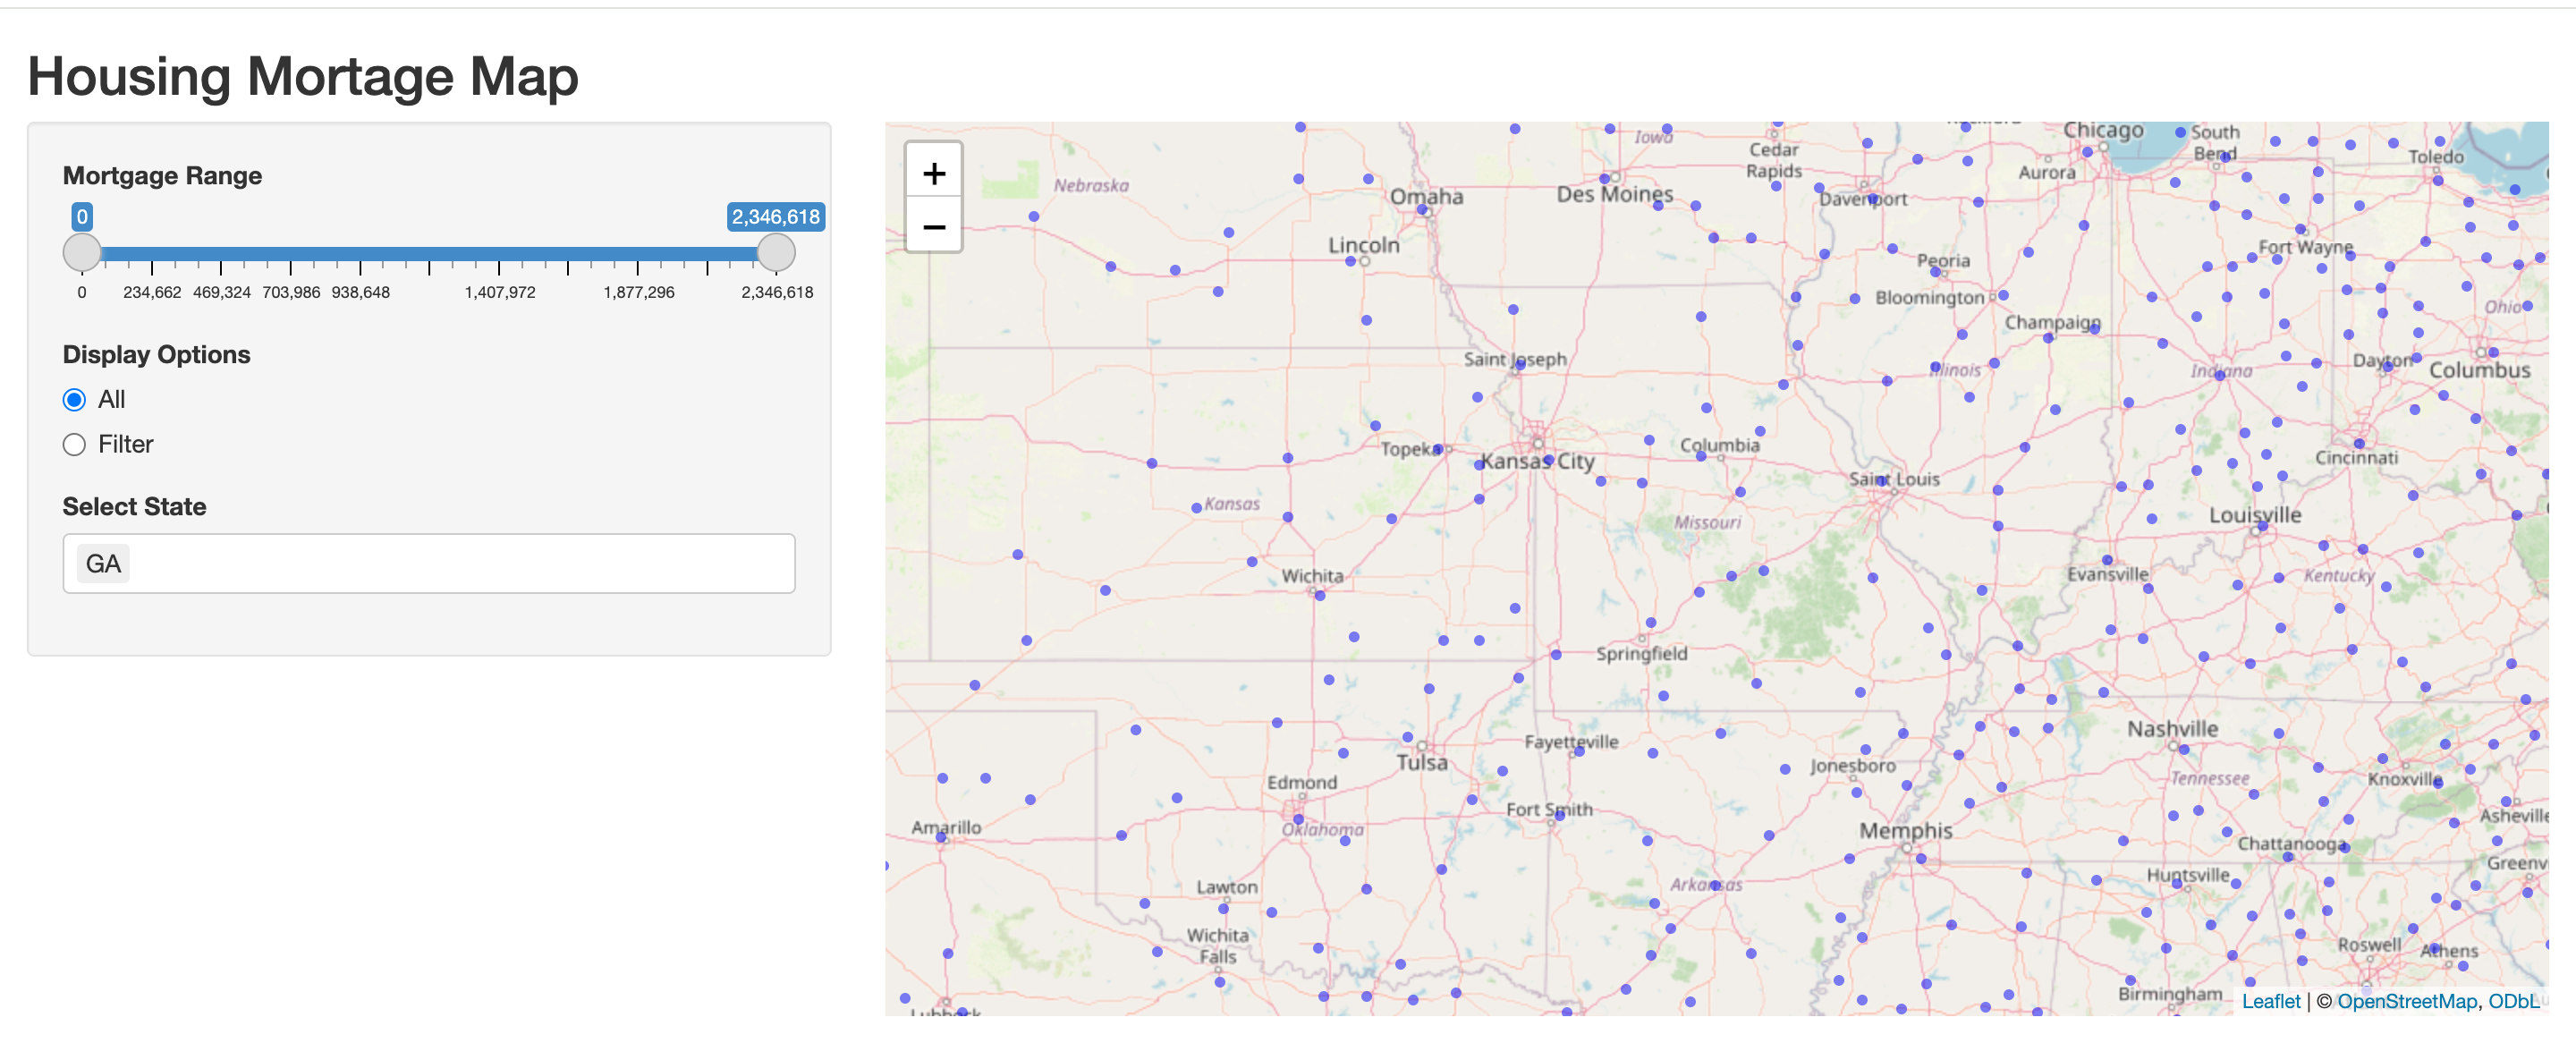 Housing Mortage Map
Mortgage Range
0
2,346,618
0
234,662
469,324
703,986
938,648
1,407,972
1,877,296
2,346,618
Display Options
All
Filter
Select State
GA
+
−
Chicago
South
Bend
Iowa
Cedar
Rapids
Toledo
Aurora
Nebraska
Omaha
Des Moines
Davenport
Lincoln
Fort Wayne
Peoria
Bloomington
Ohio
Champaign
Saint Joseph
Dayton
Columbus
Illinois
Indiana
Topeka
Kansas City
Columbia
Cincinnati
Saint Louis
Kansas
Missouri
Louisville
Wichita
Evansville
Kentucky
Springfield
Nashville
Fayetteville
Tulsa
Jonesboro
Tennessee
Knoxville
Edmond
Fort Smith
Asheville
Amarillo
Oklahoma
Memphis
Chattanooga
Greenv
Huntsville
Lawton
Arkansas
Wichita
Falls
Roswell
Athens
Birmingham
Leaflet | © OpenStreetMap, ODbL